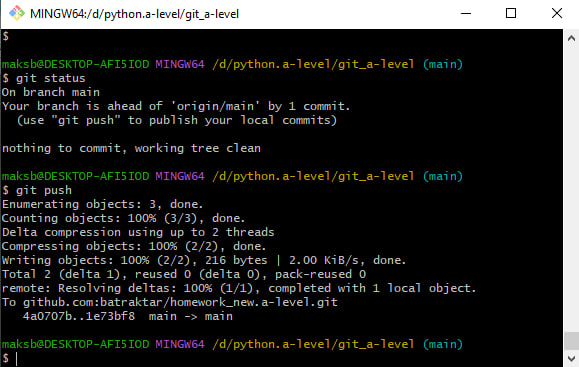 MINGW64:/d/python.a-level/git_a-level
$
maksb@DESKTOP-AFI5IOD MINGW64 /d/python.a-level/git_a-level (main)
$ git status
On branch main
Your branch is ahead of 'origin/main' by 1 commit.
  (use "git push" to publish your local commits)
nothing to commit, working tree clean
maksb@DESKTOP-AFI5IOD MINGW64 /d/python.a-level/git_a-level (main)
$ git push
Enumerating objects: 3, done.
Counting objects: 100% (3/3), done.
Delta compression using up to 2 threads
Compressing objects: 100% (2/2), done.
Writing objects: 100% (2/2), 216 bytes | 2.00 KiB/s, done.
Total 2 (delta 1), reused 0 (delta 0), pack-reused 0
remote: Resolving deltas: 100% (1/1), completed with 1 local object.
To github.com:batraktar/homework_new.a-level.git
   4a0707b..1e73bf8  main -> main
maksb@DESKTOP-AFI5IOD MINGW64 /d/python.a-level/git_a-level (main)
$